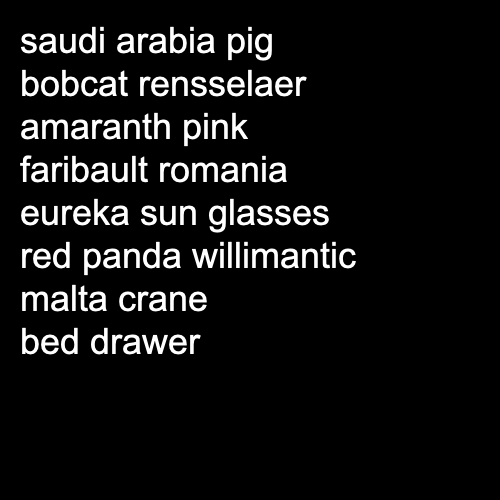 saudi arabia pig
bobcat rensselaer
amaranth pink
faribault romania
eureka sun glasses
red panda willimantic
malta crane
bed drawer